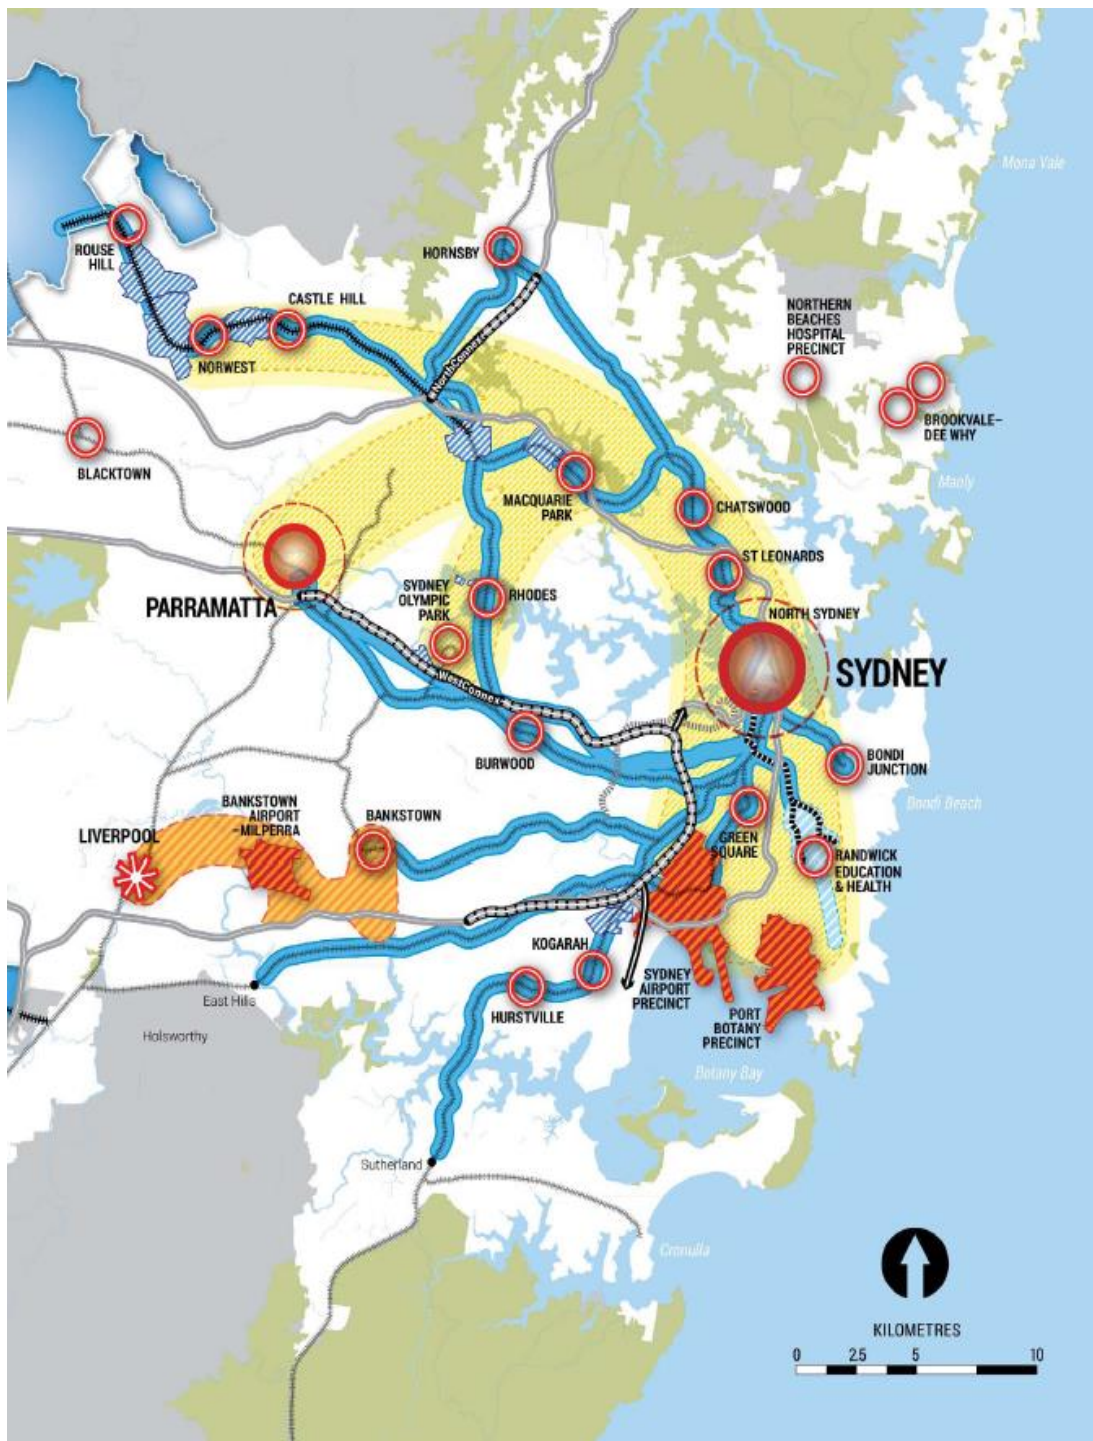 Mona Vale
ROUSE
HILL
HORNSBY
CASTLE HILL
NORTHERN
BEACHES
HOSPITAL
PRECINCT
NorthConnex
NORWEST
BROOKVALE–
DEE WHY
BLACKTOWN
Manly
MACQUARIE
PARK
CHATSWOOD
ST LEONARDS
SYDNEY
OLYMPIC
PARK
RHODES
PARRAMATTA
NORTH SYDNEY
SYDNEY
WestConnex
BURWOOD
BONDI
JUNCTION
Bondi Beach
BANKSTOWN
AIRPORT
–MILPERRA
BANKSTOWN
LIVERPOOL
GREEN
SQUARE
RANDWICK
EDUCATION
& HEALTH
KOGARAH
SYDNEY
AIRPORT
PRECINCT
East Hills
HURSTVILLE
PORT
BOTANY
PRECINCT
Holsworthy
Botany Bay
Sutherland
Cronulla
KILOMETRES
0 2.5 5 10